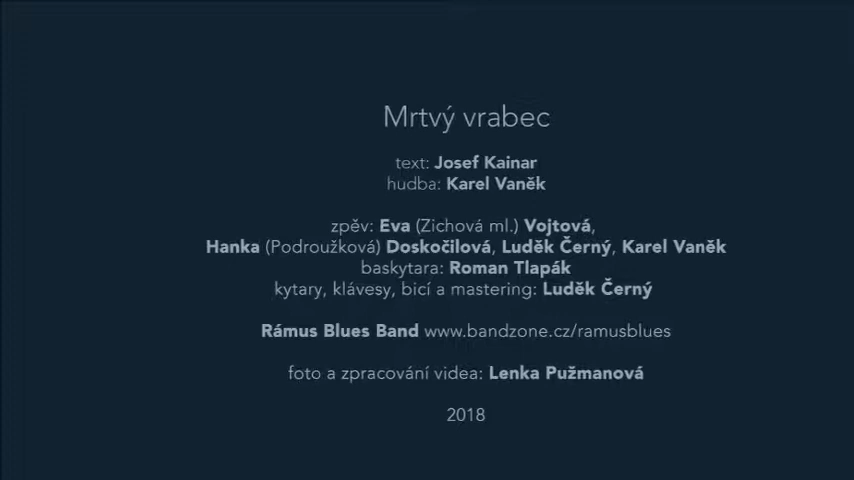 Mrtvý vrabec
text: Josef Kainar
hudba: Karel Vaněk
zpěv: Eva (Zichová ml.) Vojtová,
Hanka (Podroužková) Doskočilová, Luděk Černý, Karel Vaněk
baskytara: Roman Tlapák
kytary, klávesy, bicí a mastering: Luděk Černý
Rámus Blues Band www.bandzone.cz/ramusblues
foto a zpracování videa: Lenka Pužmanová
2018